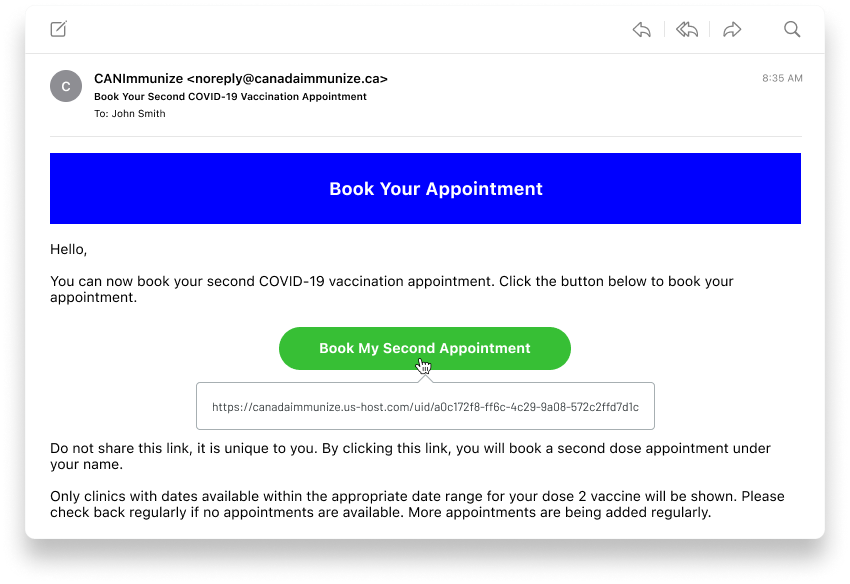 C
CANImmunize <noreply@canadaimmunize.ca>
8:35 AM
Book Your Second COVID-19 Vaccination Appointment
To: John Smith
Book Your Appointment
Hello,
You can now book your second COVID-19 vaccination appointment. Click the button below to book your
appointment.
Book My Second Appointment
https://canadaimmunize.us-host.com/uid/a0c172f8-ff6c-4c29-9a08-572c2ffd7d1c
Do not share this link, it is unique to you. By clicking this link, you will book a second dose appointment under
your name.
Only clinics with dates available within the appropriate date range for your dose 2 vaccine will be shown. Please
check back regularly if no appointments are available. More appointments are being added regularly.